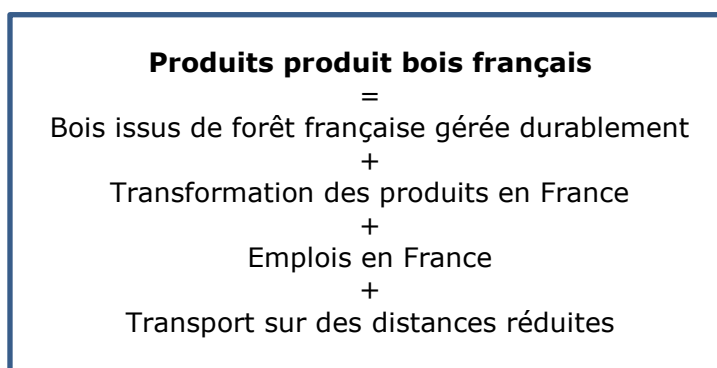 Produits produit bois français
=
Bois issus de forêt française gérée durablement
+
Transformation des produits en France
+
Emplois en France
+
Transport sur des distances réduites